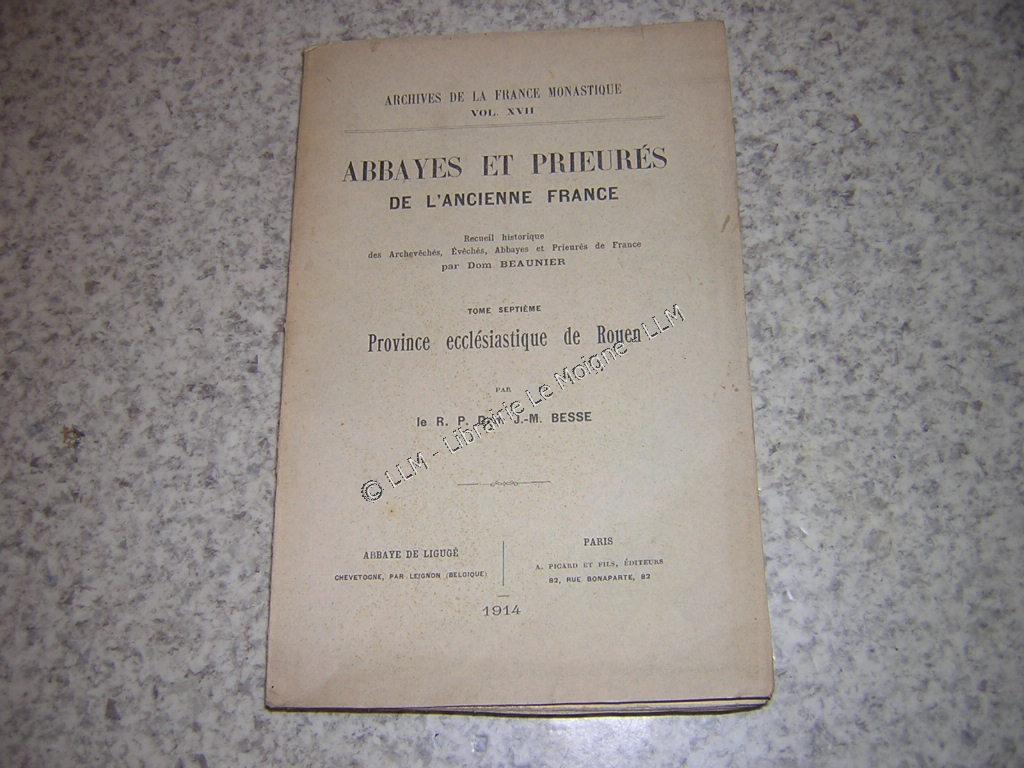 ARCHIVES DE LA FRANCE MONASTIQUE
VOL. XVII
ABBAYES ET PRIEURÉS
DE L'ANCIENNE FRANCE
Recueil historique
des Archevêchés, Évêchés, Abbayes et Prieurés de France
par Dom BEAUNIER
TOME SEPTIÈME
Province ecclésiastique de Rouen
PAR
le R. P. Dom J.-M. BESSE
© LLM - Librairie Le Moigne - LLM
ABBAYE DE LIGUGÉ
CHEVETOGNE, PAR LEIGNON (BELGIQUE)
PARIS
A. PICARD ET FILS, ÉDITEURS
82, RUE BONAPARTE, 82
1914